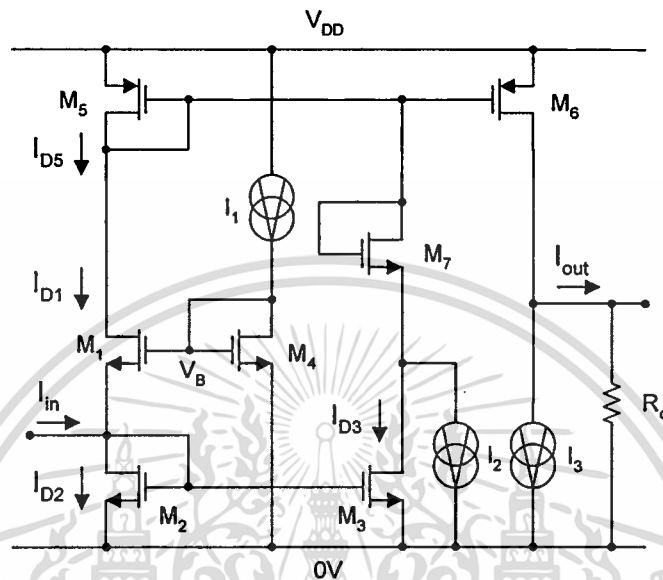 V_DD
M_5
M_6
I_D5
I_1
M_7
I_D1
I_out
M_1
V_B
M_4
I_in
I_D3
R_
I_D2
I_2
I_3
M_2
M_3
0V